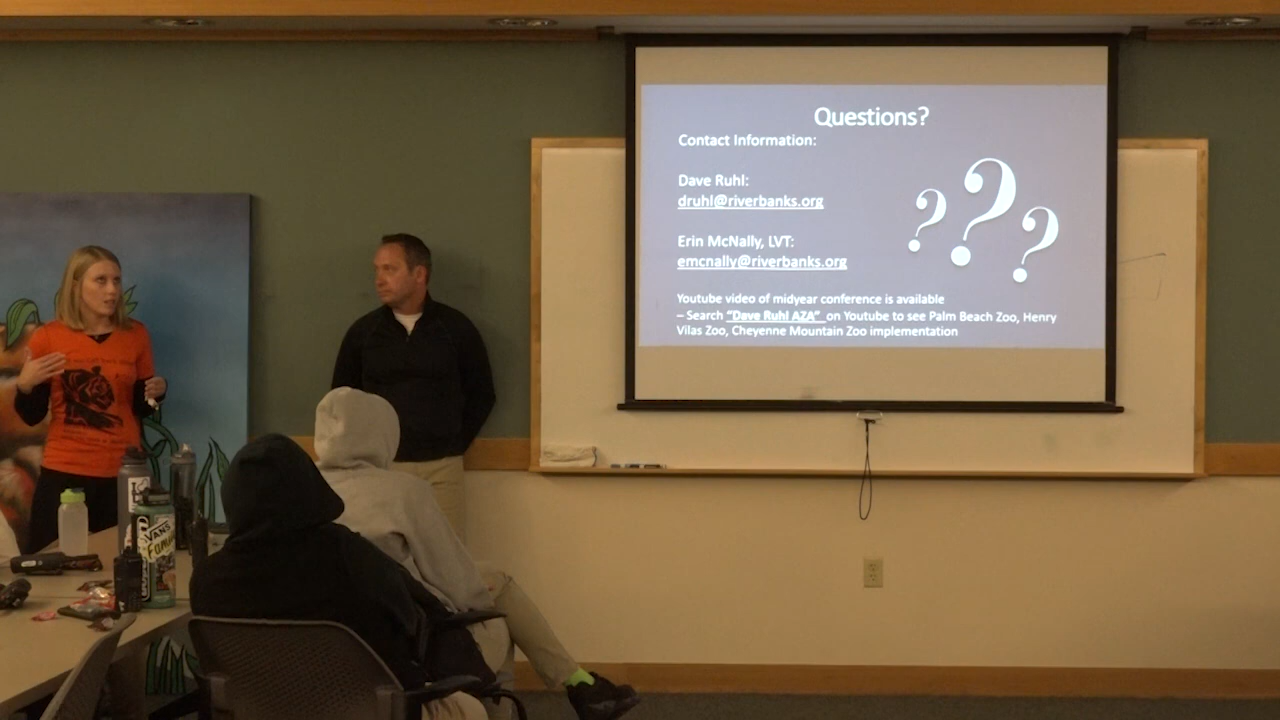 Questions?
Contact Information:
Dave Ruhl:
druhl@riverbanks.org
Erin McNally, LVT:
emcnally@riverbanks.org
Youtube video of midyear conference is available
– Search “Dave Ruhl AZA” on Youtube to see Palm Beach Zoo, Henry
Vilas Zoo, Cheyenne Mountain Zoo implementation
VANS
Family